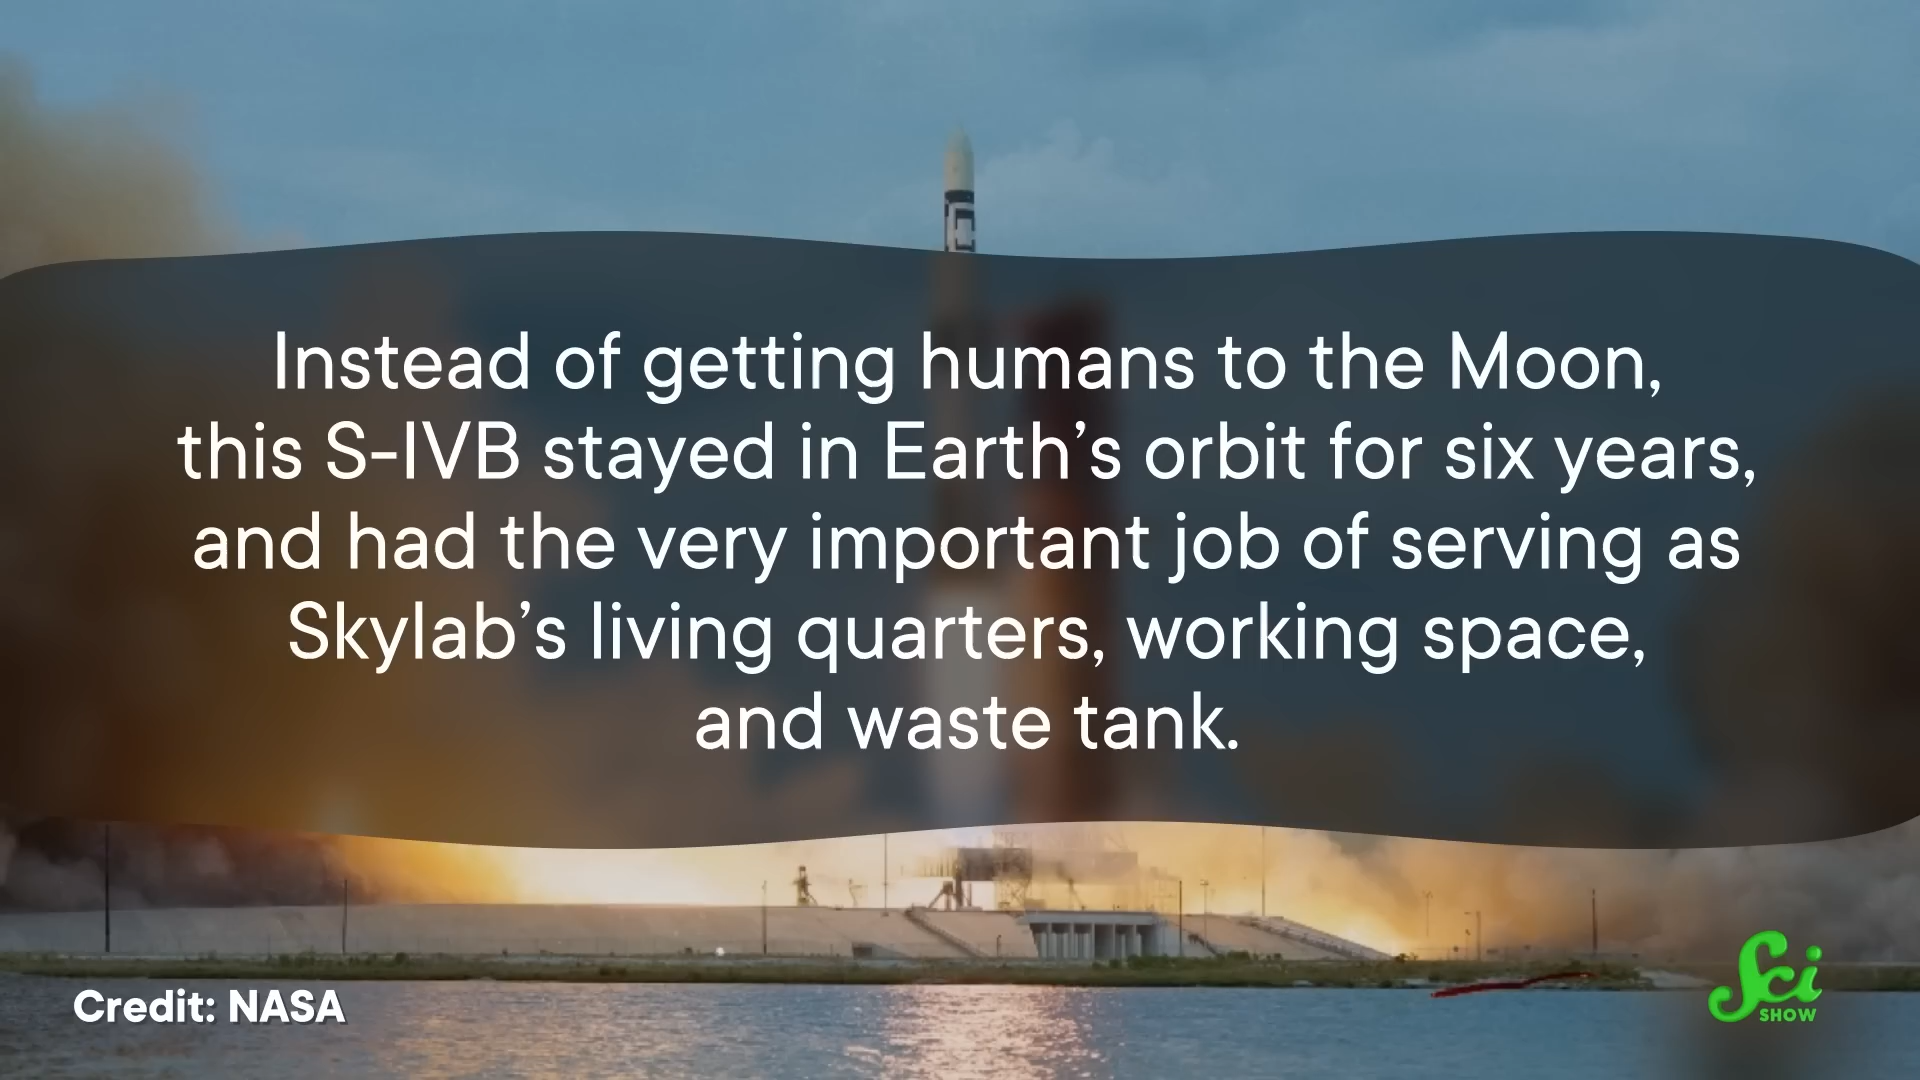 Instead of getting humans to the Moon,
this S-IVB stayed in Earth’s orbit for six years,
and had the very important job of serving as
Skylab’s living quarters, working space,
and waste tank.
Credit: NASA
Sci
SHOW